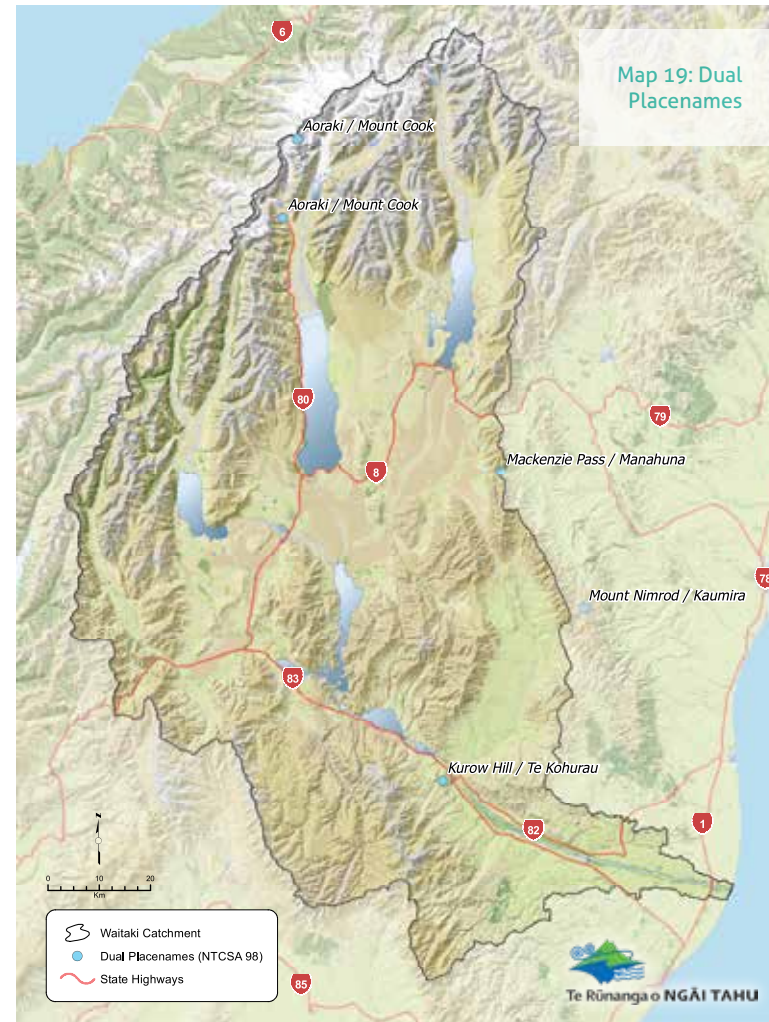 6
Map 19: Dual
Placenames
Aoraki / Mount Cook
Aoraki / Mount Cook
80
79
8
Mackenzie Pass / Manahuna
78
Mount Nimrod / Kaumira
83
Kurow Hill / Te Kohurau
82
1
N
0 10 20
Km
Waitaki Catchment
Dual Placenames (NTCSA 98)
State Highways
85
Te Rūnanga o NGĀI TAHU